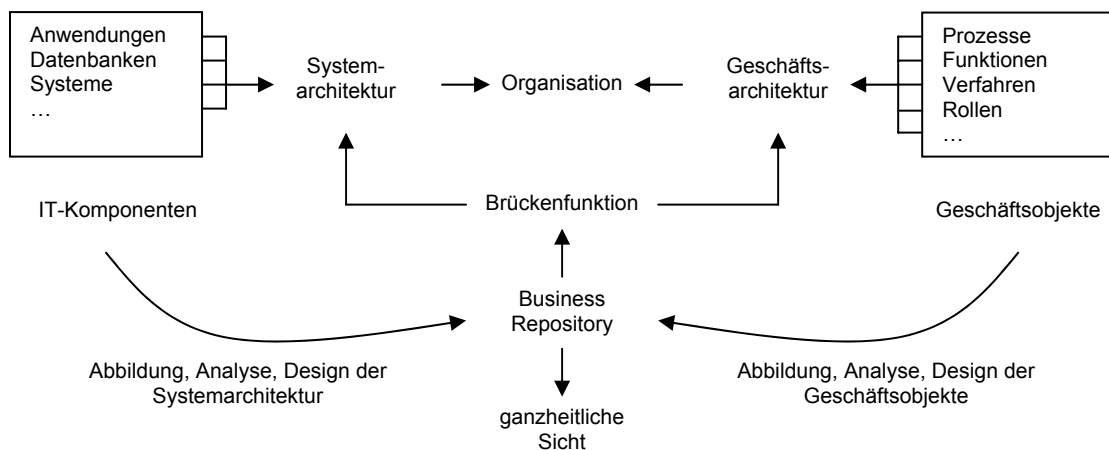 Anwendungen
Datenbanken
Systeme
…
System-
architektur
Organisation
Geschäfts-
architektur
Prozesse
Funktionen
Verfahren
Rollen
…
IT-Komponenten
Brückenfunktion
Geschäftsobjekte
Business
Repository
Abbildung, Analyse, Design der
Systemarchitektur
Abbildung, Analyse, Design der
Geschäftsobjekte
ganzheitliche
Sicht